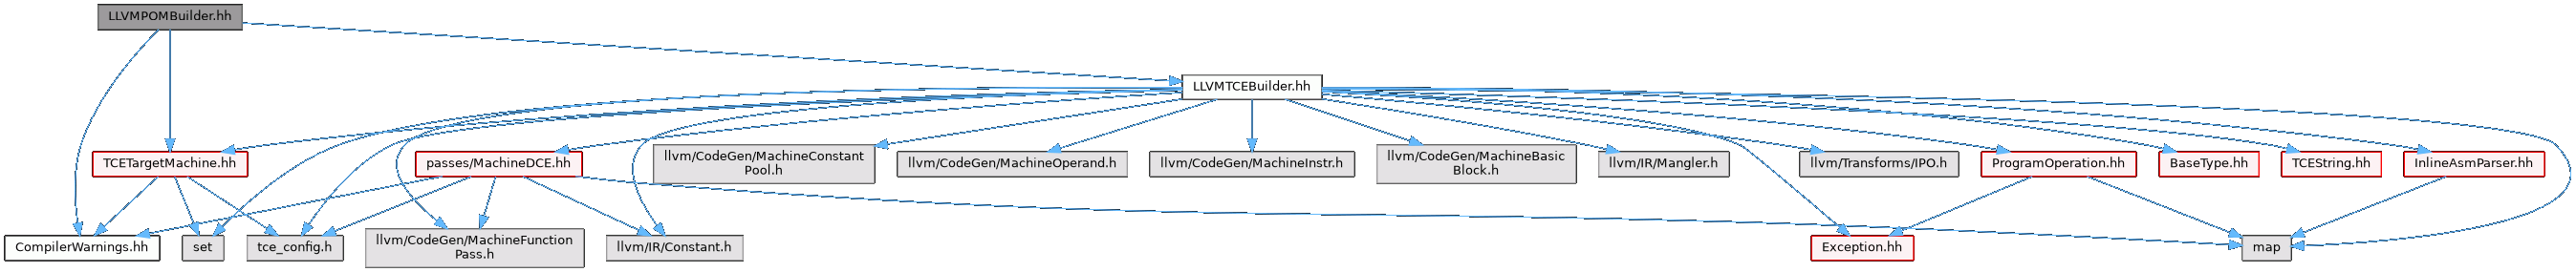 LLVMPOMBuilder.hh
LLVMTCEBuilder.hh
TCETargetMachine.hh
passes/MachineDCE.hh
llvm/CodeGen/MachineConstant
Pool.h
llvm/CodeGen/MachineOperand.h
llvm/CodeGen/MachineInstr.h
llvm/CodeGen/MachineBasic
Block.h
llvm/IR/Mangler.h
llvm/Transforms/IPO.h
ProgramOperation.hh
BaseType.hh
TCEString.hh
InlineAsmParser.hh
CompilerWarnings.hh
set
tce_config.h
llvm/CodeGen/MachineFunction
Pass.h
llvm/IR/Constant.h
Exception.hh
map